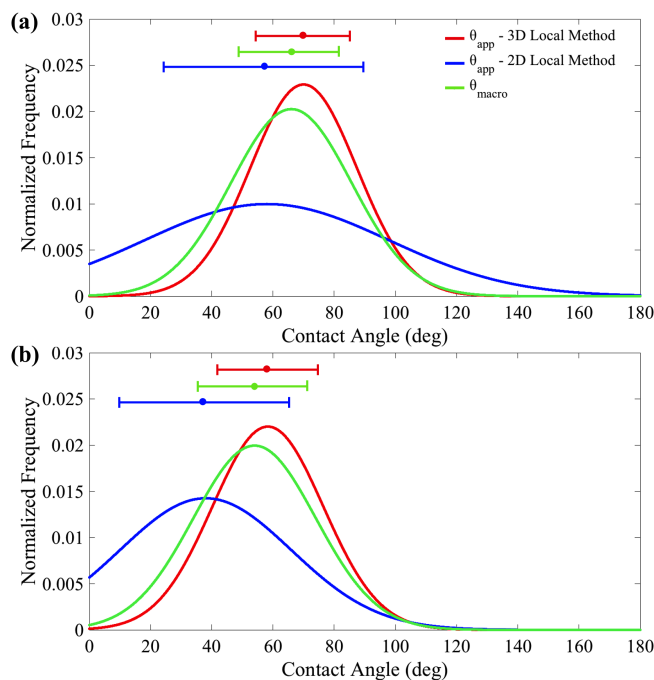 (a)
0.03
0.025
0.02
0.015
0.01
0.005
0
Normalized Frequency
θapp - 3D Local Method
θapp - 2D Local Method
θmacro
0 20 40 60 80 100 120 140 160 180
Contact Angle (deg)
(b)
0.03
0.025
0.02
0.015
0.01
0.005
0
Normalized Frequency
0 20 40 60 80 100 120 140 160 180
Contact Angle (deg)